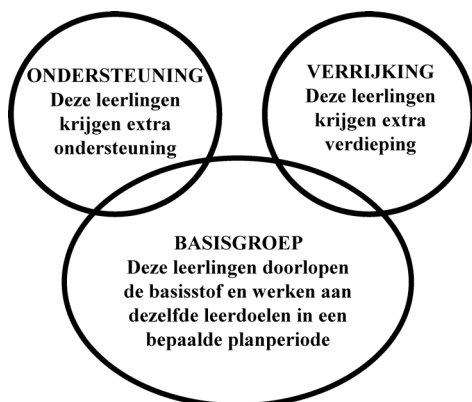 ONDERSTEUNING
Deze leerlingen
krijgen extra
ondersteuning
VERRIJKING
Deze leerlingen
krijgen extra
verdieping
BASISGROEP
Deze leerlingen doorlopen
de basisstof en werken aan
dezelfde leerdoelen in een
bepaalde planperiode